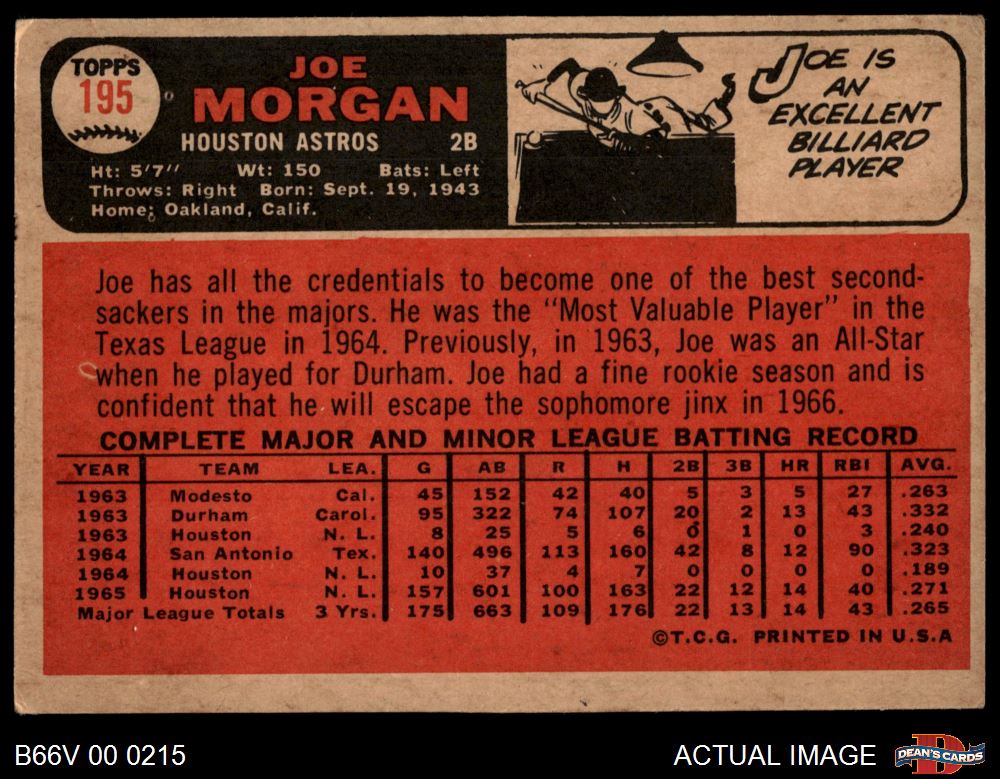 TOPPS
195
JOE
MORGAN
HOUSTON ASTROS 2B
Ht: 5'7" Wt: 150 Bats: Left
Throws: Right Born: Sept. 19, 1943
Home: Oakland, Calif.
JOE IS
AN
EXCELLENT
BILLIARD
PLAYER
Joe has all the credentials to become one of the best second-
sackers in the majors. He was the "Most Valuable Player" in the
Texas League in 1964. Previously, in 1963, Joe was an All-Star
when he played for Durham. Joe had a fine rookie season and is
confident that he will escape the sophomore jinx in 1966.
COMPLETE MAJOR AND MINOR LEAGUE BATTING RECORD
YEAR TEAM LEA. G AB R H 2B 3B HR RBI AVG.
1963 Modesto Cal. 45 152 42 40 5 3 5 27 .263
1963 Durham Carol. 95 322 74 107 20 2 13 43 .332
1963 Houston N. L. 8 25 5 6 0 1 0 3 .240
1964 San Antonio Tex. 140 496 113 160 42 8 12 90 .323
1964 Houston N. L. 10 37 4 7 0 0 0 0 .189
1965 Houston N. L. 157 601 100 163 22 12 14 40 .271
Major League Totals 3 Yrs. 175 663 109 176 22 13 14 43 .265
©T.C.G. PRINTED IN U.S.A
B66V 00 0215
ACTUAL IMAGE
D
DEAN'S CARDS